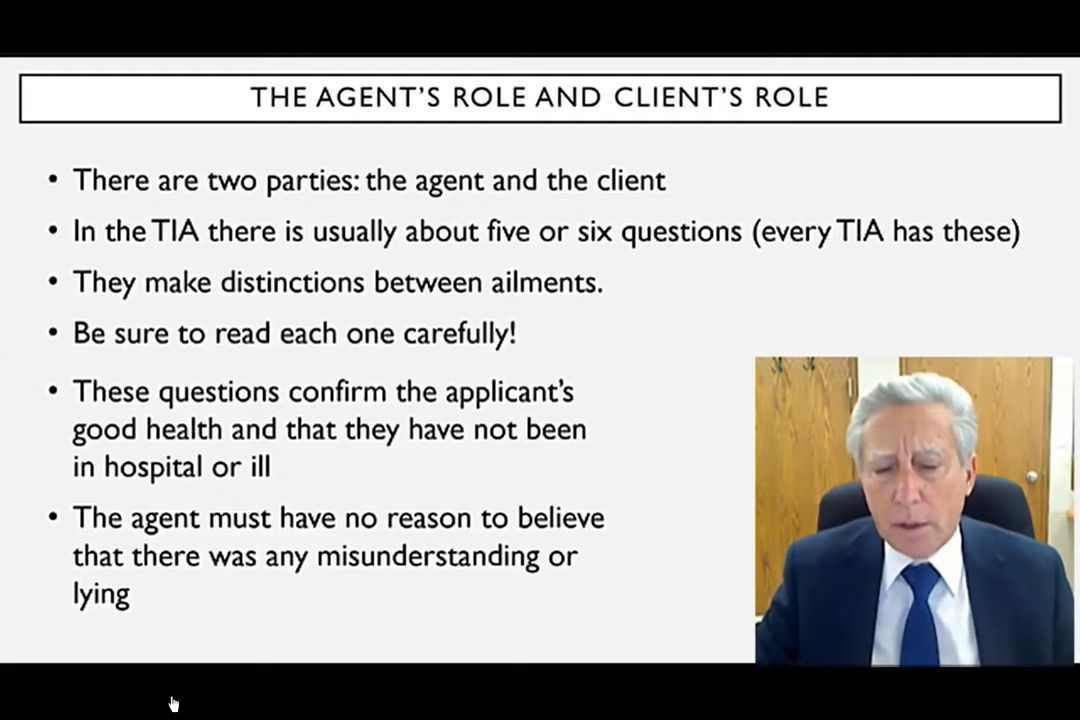 THE AGENT'S ROLE AND CLIENT'S ROLE
• There are two parties: the agent and the client
• In the TIA there is usually about five or six questions (every TIA has these)
• They make distinctions between ailments.
• Be sure to read each one carefully!
• These questions confirm the applicant's
good health and that they have not been
in hospital or ill
• The agent must have no reason to believe
that there was any misunderstanding or
lying